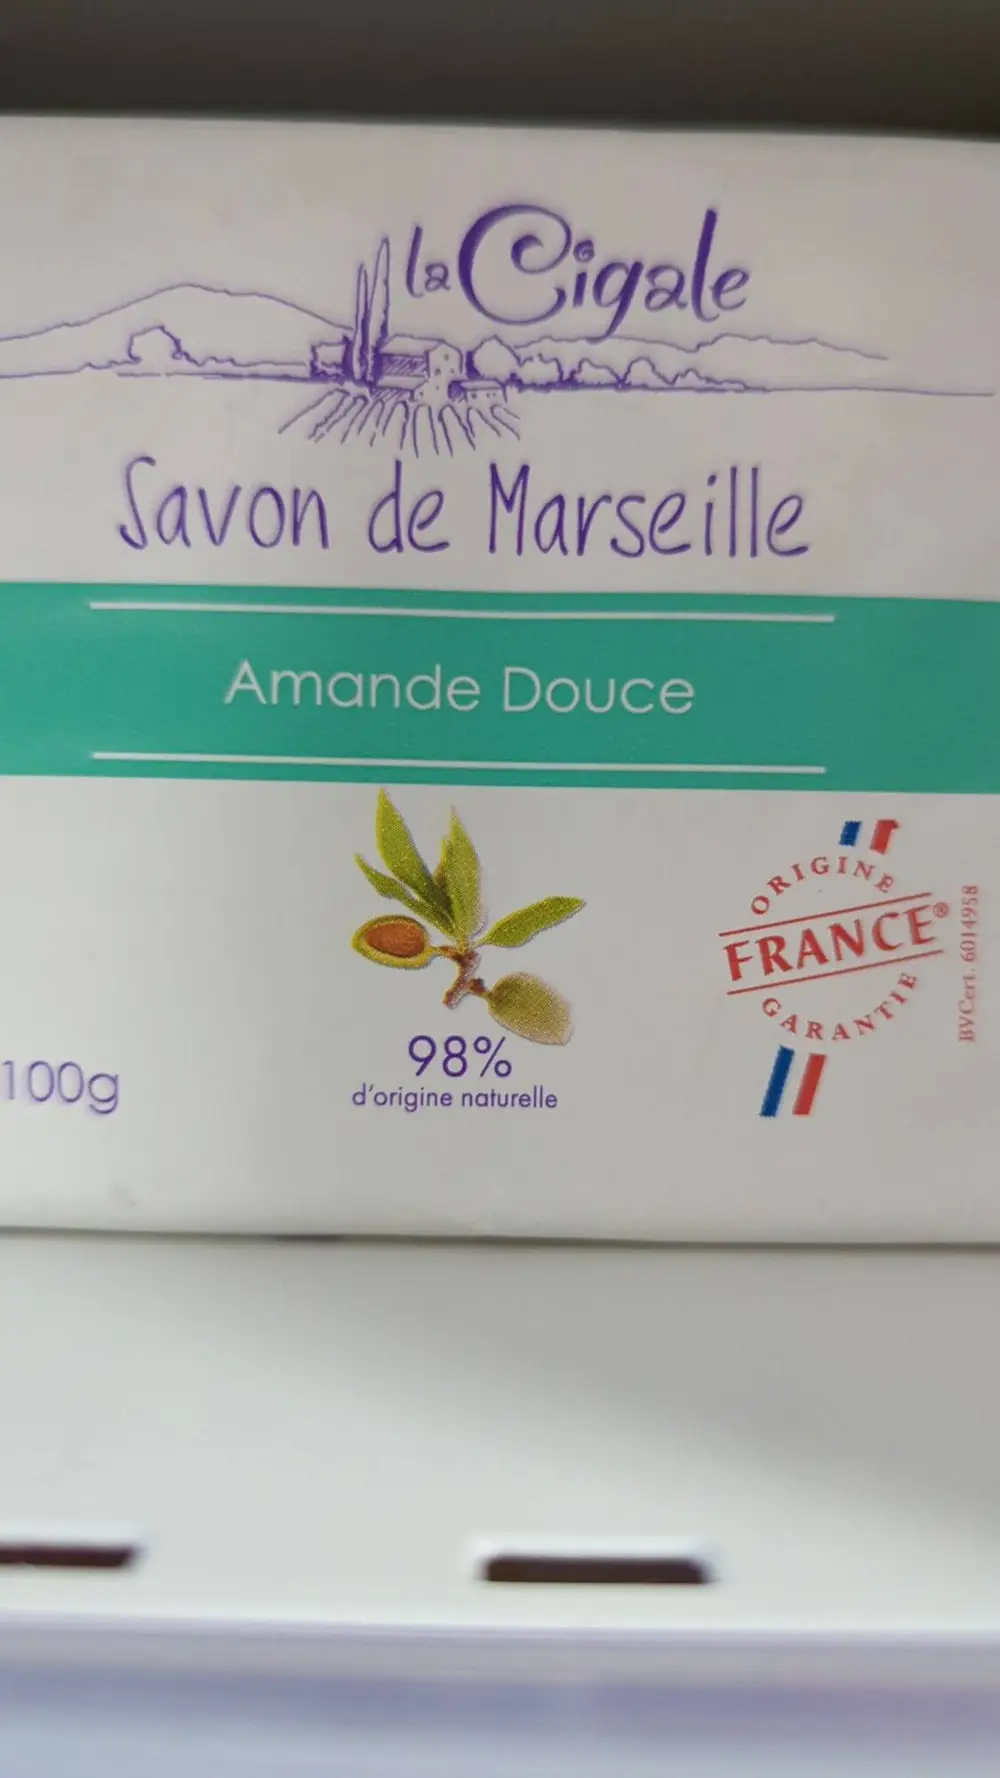 la Cigale
Savon de Marseille
Amande Douce
ORIGINE
FRANCE®
GARANTIE
BVCert. 6014958
98%
d'origine naturelle
100g